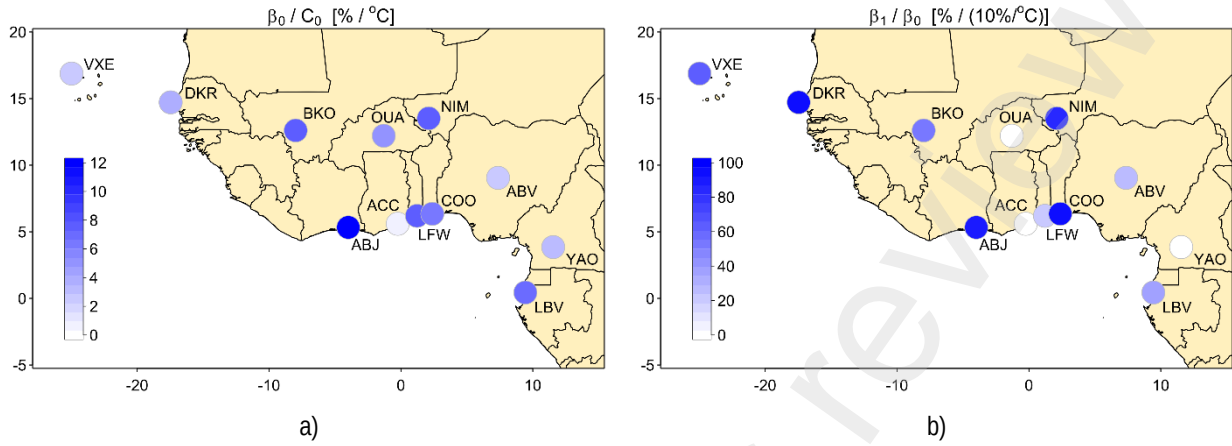 β₀ / C₀ [% / °C]
20
15
10
5
0
-5
-20
-10
0
10
VXE
DKR
BKO
OUA
NIM
ABV
ACC
COO
ABJ
LFW
YAO
LBV
12
10
8
6
4
2
0
a)
β₁ / β₀ [% / (10%/°C)]
20
15
10
5
0
-5
-20
-10
0
10
VXE
DKR
BKO
OUA
NIM
ABV
ACC
COO
ABJ
LFW
YAO
LBV
100
80
60
40
20
0
b)
review